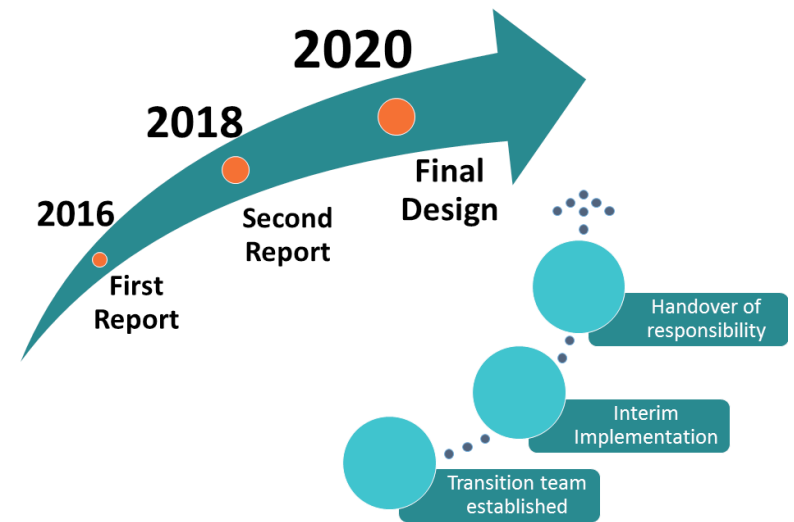 2016
First
Report
2018
Second
Report
2020
Final
Design
Handover of
responsibility
Interim
Implementation
Transition team
established